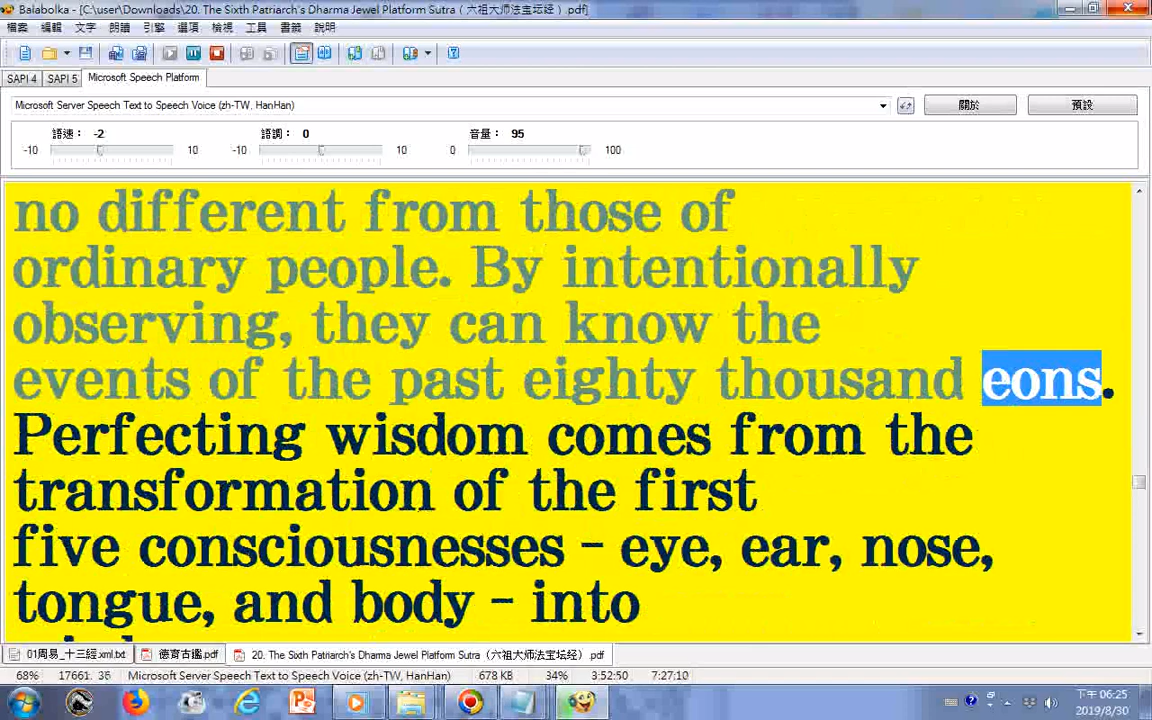 Balabolka - [C:\user\Downloads\20. The Sixth Patriarch's Dharma Jewel Platform Sutra（六祖大师法宝坛经）.pdf]
檔案 編輯 文字 朗讀 引擎 選項 檢視 工具 書籤 說明
SAPI 4 SAPI 5 Microsoft Speech Platform
Microsoft Server Speech Text to Speech Voice (zh-TW, HanHan) 關於 預設
語速： -2 語調： 0 音量： 95
-10 10 -10 10 0 100
no different from those of
ordinary people. By intentionally
observing, they can know the
events of the past eighty thousand eons.
Perfecting wisdom comes from the
transformation of the first
five consciousnesses - eye, ear, nose,
tongue, and body - into
01周易_十三經.xml.txt 德育古鑑.pdf 20. The Sixth Patriarch's Dharma Jewel Platform Sutra（六祖大师法宝坛经）.pdf
68% 17661. 35 Microsoft Server Speech Text to Speech Voice (zh-TW, HanHan) 678 KB 34% 3:52:50 7:27:10
下午 06:25
2019/8/30